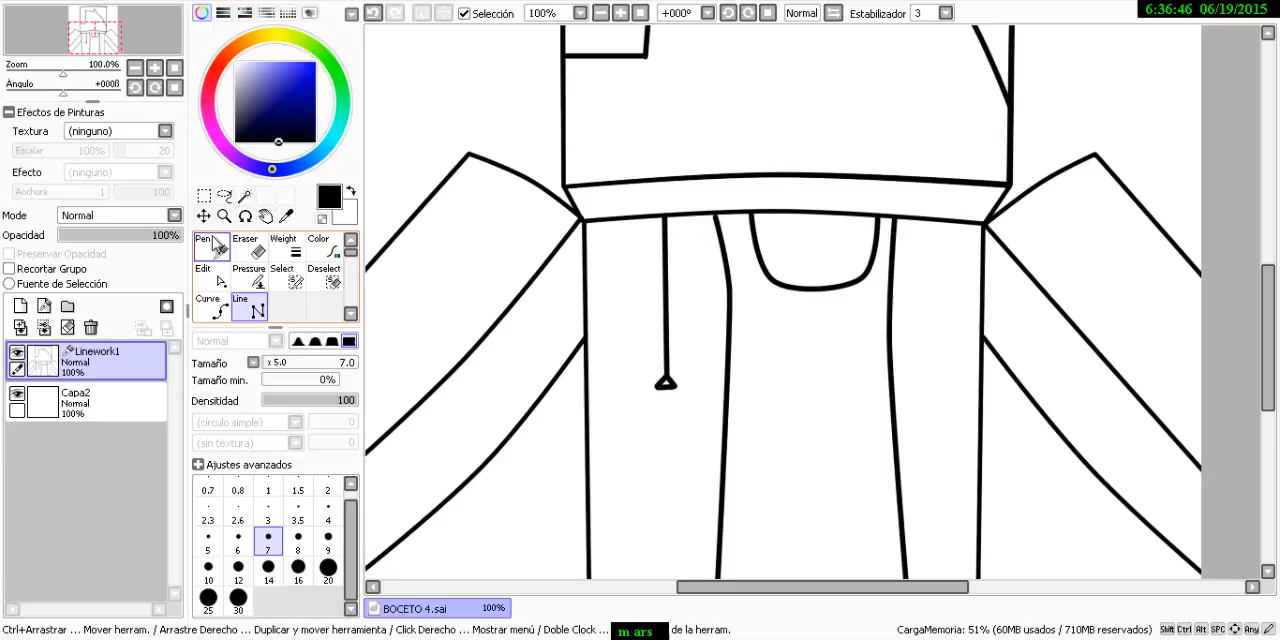 Selección 100% +000º Normal Estabilizador 3
6:36:46 06/19/2015
Zoom 100.0%
Ángulo +000ß
Efectos de Pinturas
Textura (ninguno)
Escalar 100% 20
Efecto (ninguno)
Anchura 1 100
Mode Normal
Opacidad 100%
Preservar Opacidad
Recortar Grupo
Fuente de Selección
Linework1
Normal
100%
Capa2
Normal
100%
Pen Eraser Weight Color
Edit Pressure Select Deselect
Curve Line
Normal
Tamaño x 5.0 7.0
Tamaño min. 0%
Densitidad 100
(círculo simple) 0
(sin textura) 0
Ajustes avanzados
0.7 0.8 1 1.5 2
2.3 2.6 3 3.5 4
5 6 7 8 9
10 12 14 16 20
25 30
BOCETO 4.sai 100%
Ctrl+Arrastrar ... Mover herram. / Arrastre Derecho ... Duplicar y mover herramienta / Click Derecho ... Mostrar menú / Doble Clock ... mars de la herram.
CargaMemoria: 51% (60MB usados / 710MB reservados) Shift Ctrl Alt SPC Any